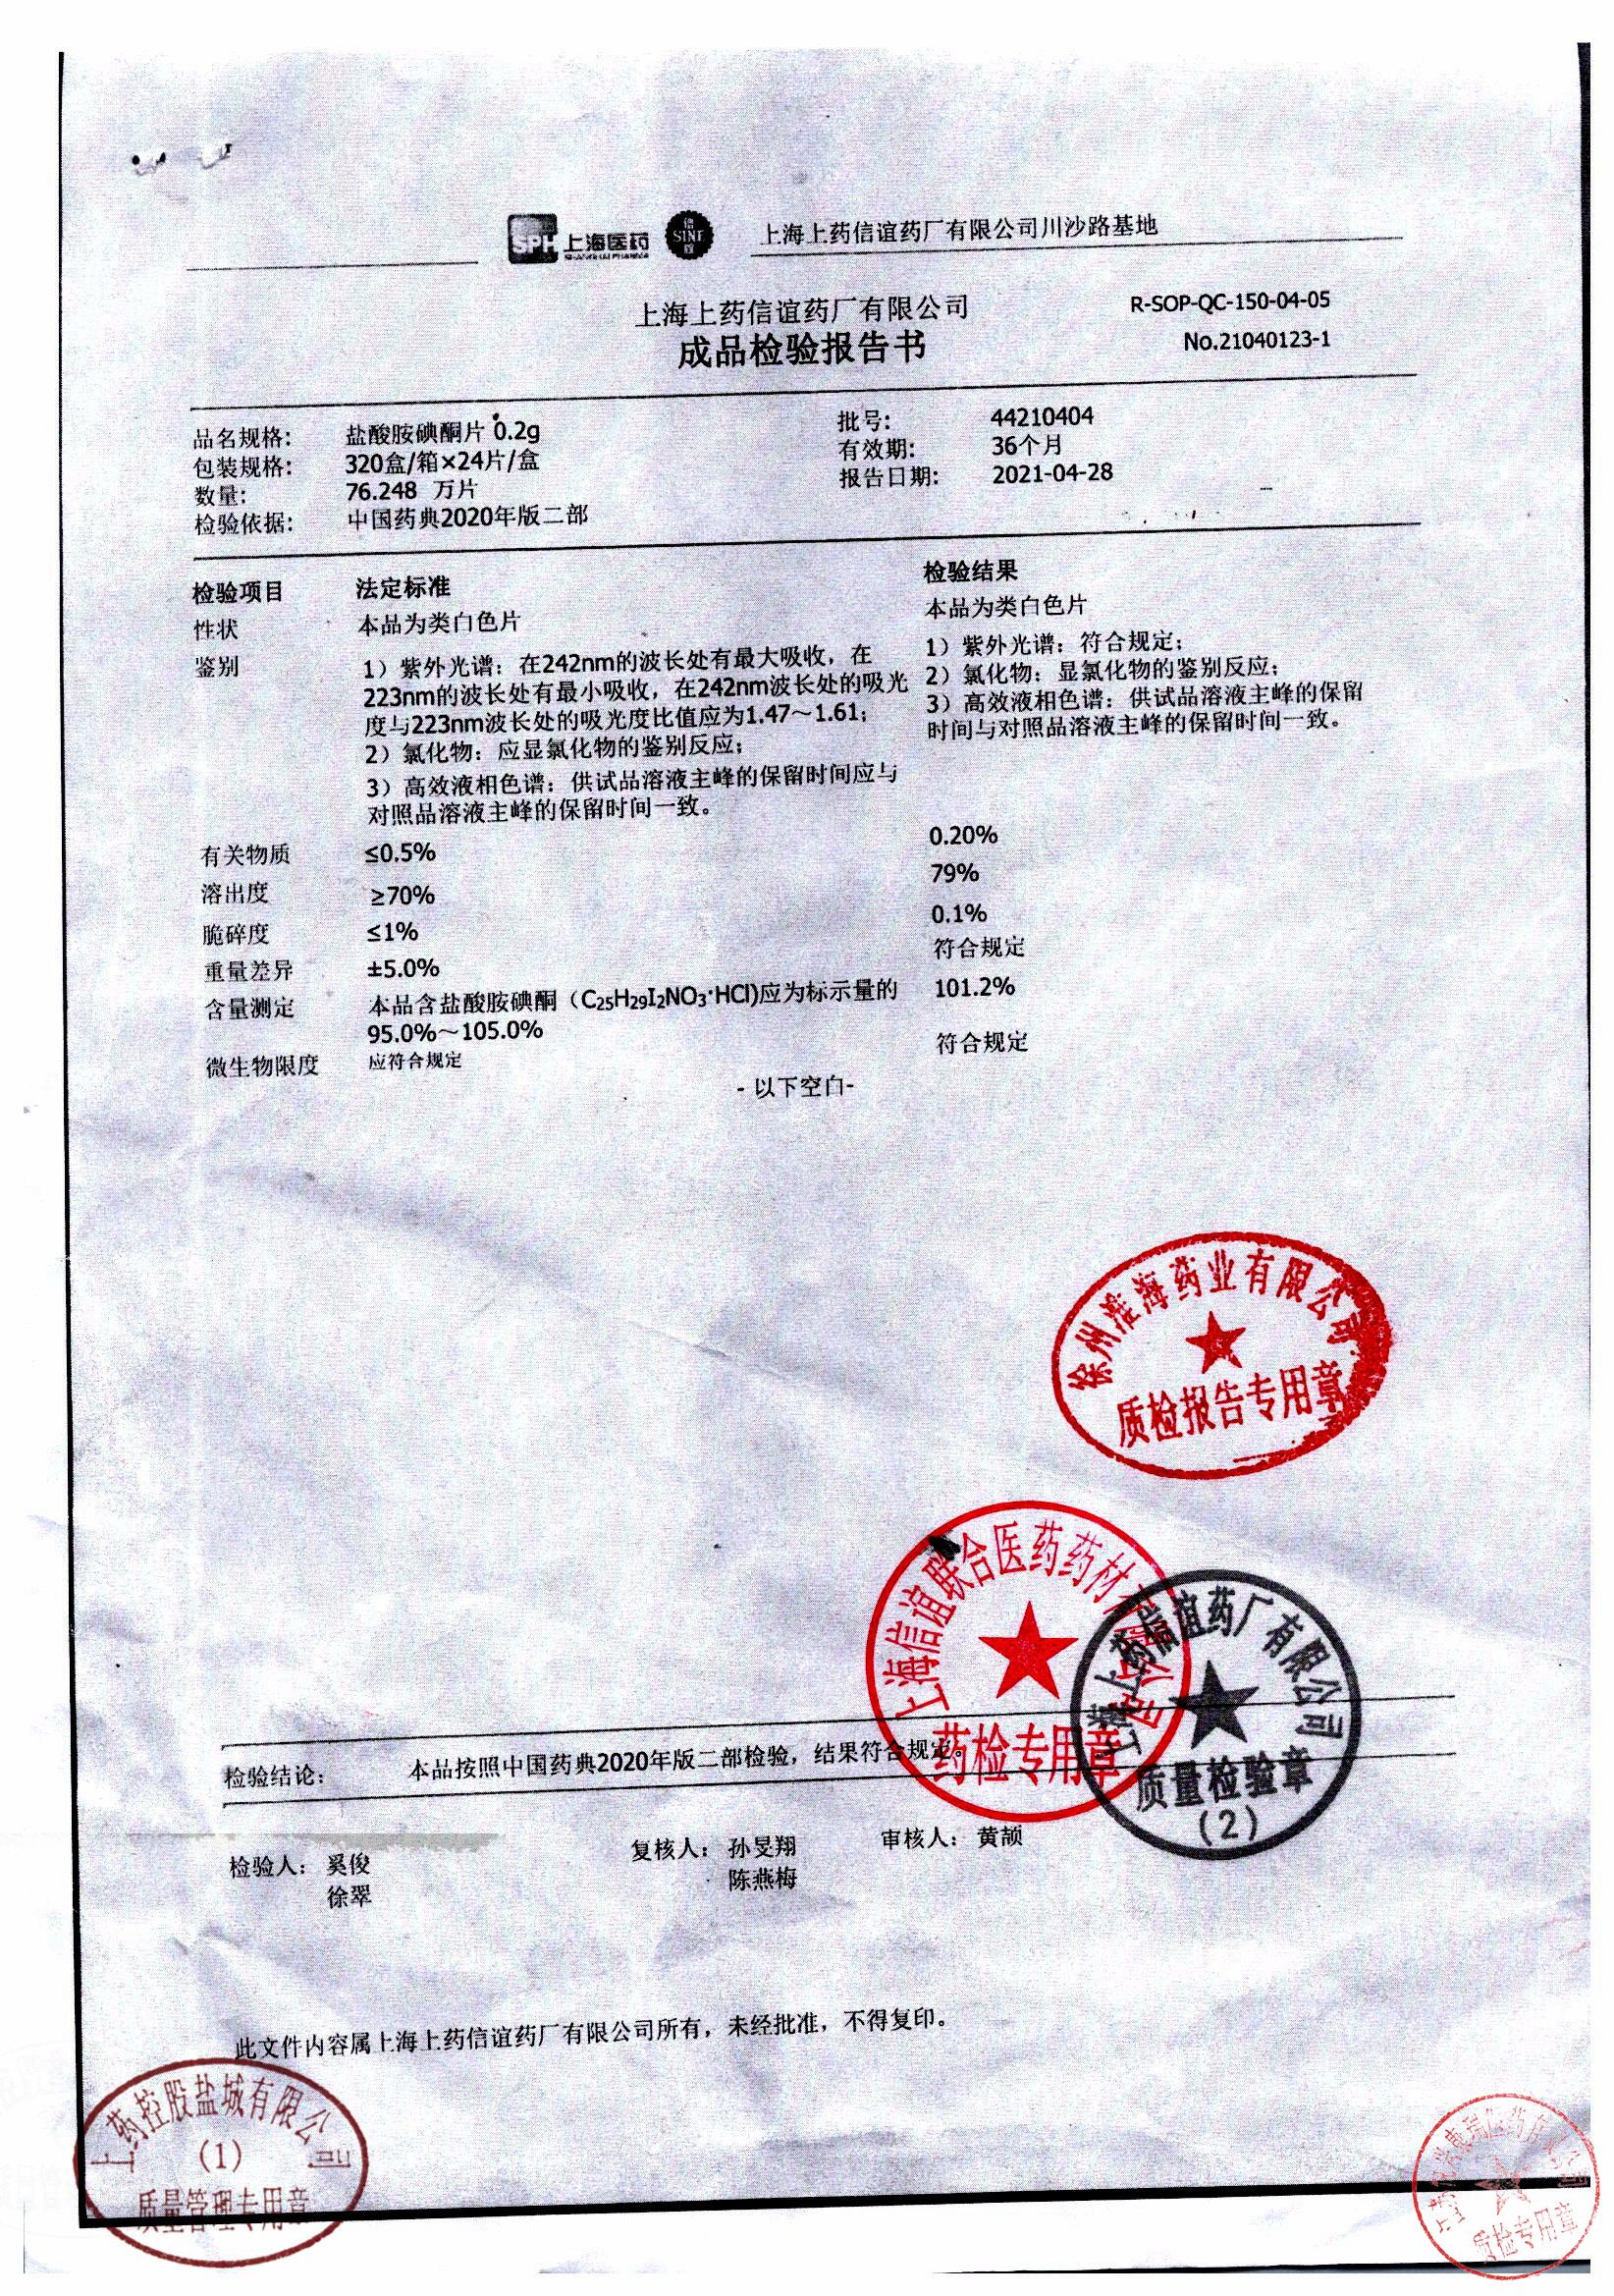 SPH 上海医药
SHANGHAI PHARMA
信
SINE
谊
上海上药信谊药厂有限公司川沙路基地
上海上药信谊药厂有限公司
R-SOP-QC-150-04-05
成品检验报告书
No.21040123-1
品名规格: 盐酸胺碘酮片 0.2g 批号: 44210404
包装规格: 320盒/箱×24片/盒 有效期: 36个月
数量: 76.248 万片 报告日期: 2021-04-28
检验依据: 中国药典2020年版二部
检验项目 法定标准 检验结果
性状 本品为类白色片 本品为类白色片
鉴别 1）紫外光谱：在242nm的波长处有最大吸收，在 1）紫外光谱：符合规定；
223nm的波长处有最小吸收，在242nm波长处的吸光 2）氯化物：显氯化物的鉴别反应；
度与223nm波长处的吸光度比值应为1.47～1.61； 3）高效液相色谱：供试品溶液主峰的保留
2）氯化物：应显氯化物的鉴别反应； 时间与对照品溶液主峰的保留时间一致。
3）高效液相色谱：供试品溶液主峰的保留时间应与
对照品溶液主峰的保留时间一致。
有关物质 ≤0.5% 0.20%
溶出度 ≥70% 79%
脆碎度 ≤1% 0.1%
重量差异 ±5.0% 符合规定
含量测定 本品含盐酸胺碘酮（C25H29I2NO3·HCl)应为标示量的 101.2%
95.0%～105.0%
微生物限度 应符合规定 符合规定
- 以下空白-
徐州淮海药业有限公司
质检报告专用章
上海信谊联合医药药材有限公司
药检专用章
上海上药信谊药厂有限公司
质量检验章
(2)
检验结论: 本品按照中国药典2020年版二部检验，结果符合规定。
检验人: 奚俊 复核人: 孙旻翔 审核人: 黄颉
徐翠 陈燕梅
此文件内容属上海上药信谊药厂有限公司所有，未经批准，不得复印。
上药控股盐城有限公司
(1)
质量管理专用章
质检专用章